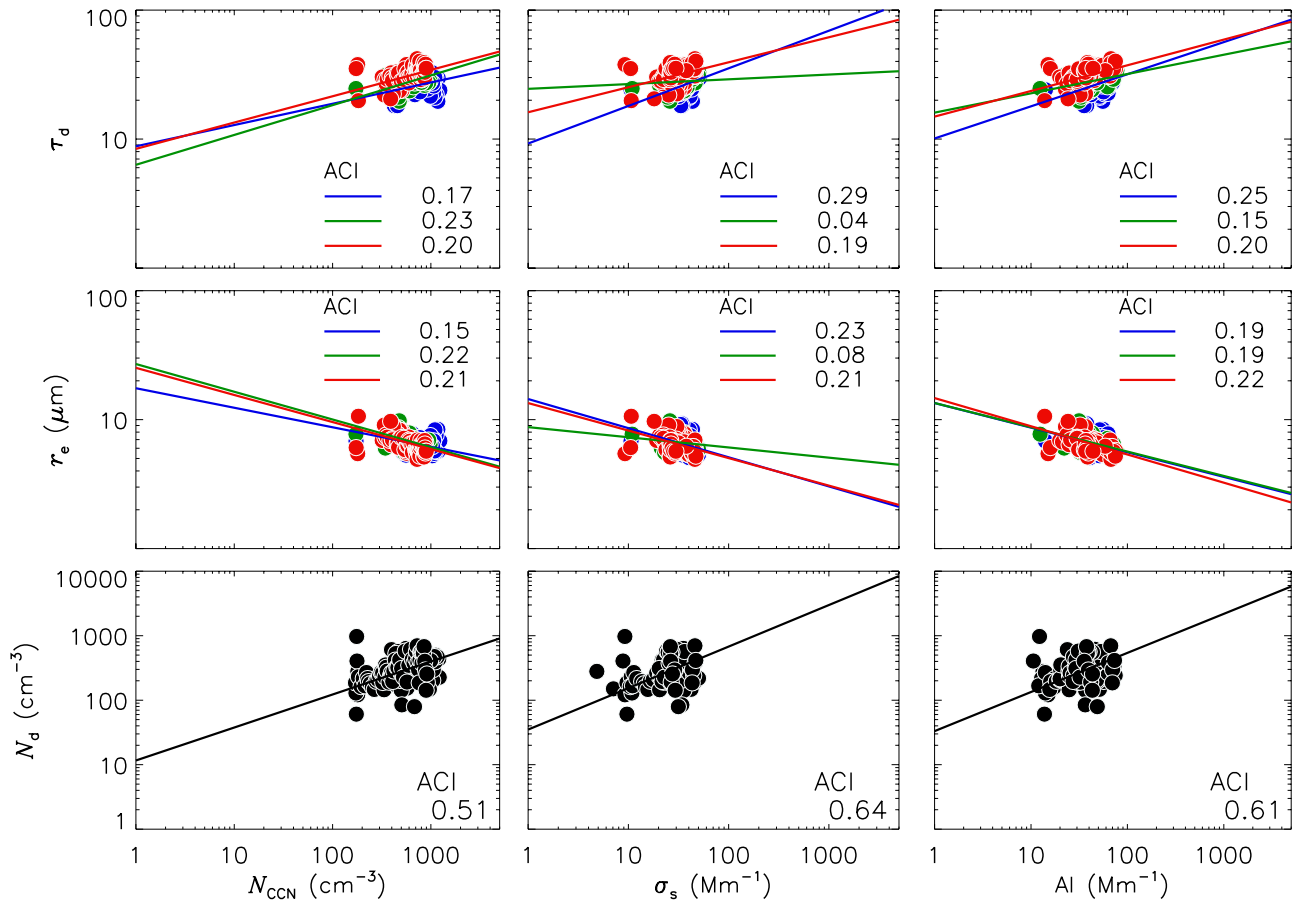 100
10
τd
ACI
0.17
0.23
0.20
ACI
0.29
0.04
0.19
ACI
0.25
0.15
0.20
100
10
re (μm)
ACI
0.15
0.22
0.21
ACI
0.23
0.08
0.21
ACI
0.19
0.19
0.22
10000
1000
100
10
1
Nd (cm⁻³)
ACI
0.51
ACI
0.64
ACI
0.61
1 10 100 1000
1 10 100 1000
1 10 100 1000
NCCN (cm⁻³)
σs (Mm⁻¹)
AI (Mm⁻¹)